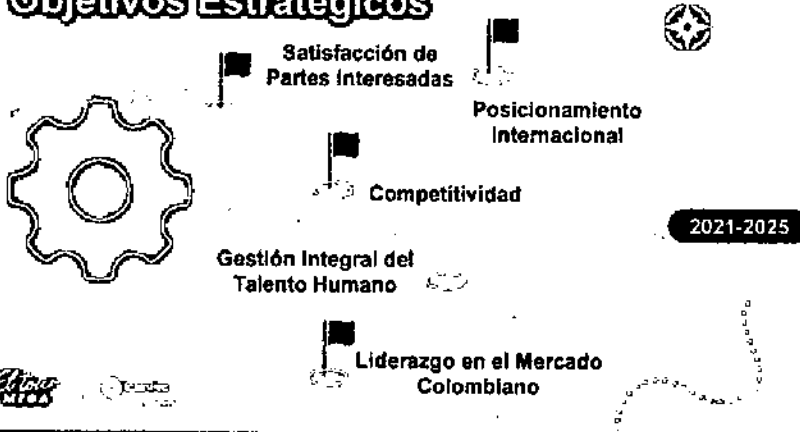 Objetivos Estratégicos
Satisfacción de
Partes Interesadas
Posicionamiento
Internacional
Competitividad
2021-2025
Gestión Integral del
Talento Humano
Liderazgo en el Mercado
Colombiano
MEGA